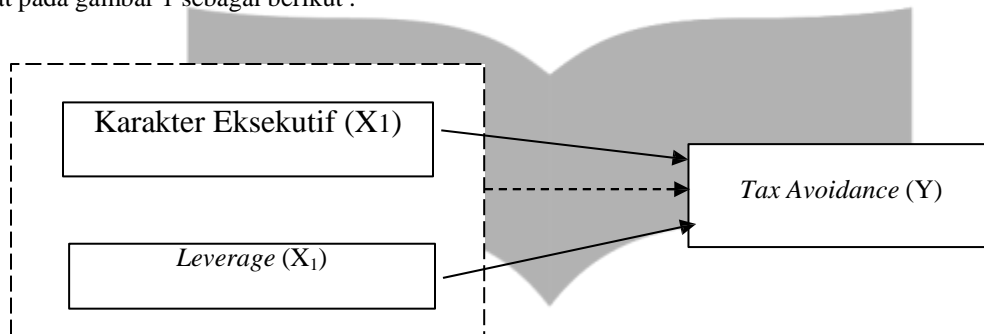 at pada gambar 1 sebagai berikut :
Karakter Eksekutif (X1)
Tax Avoidance (Y)
Leverage (X₁)